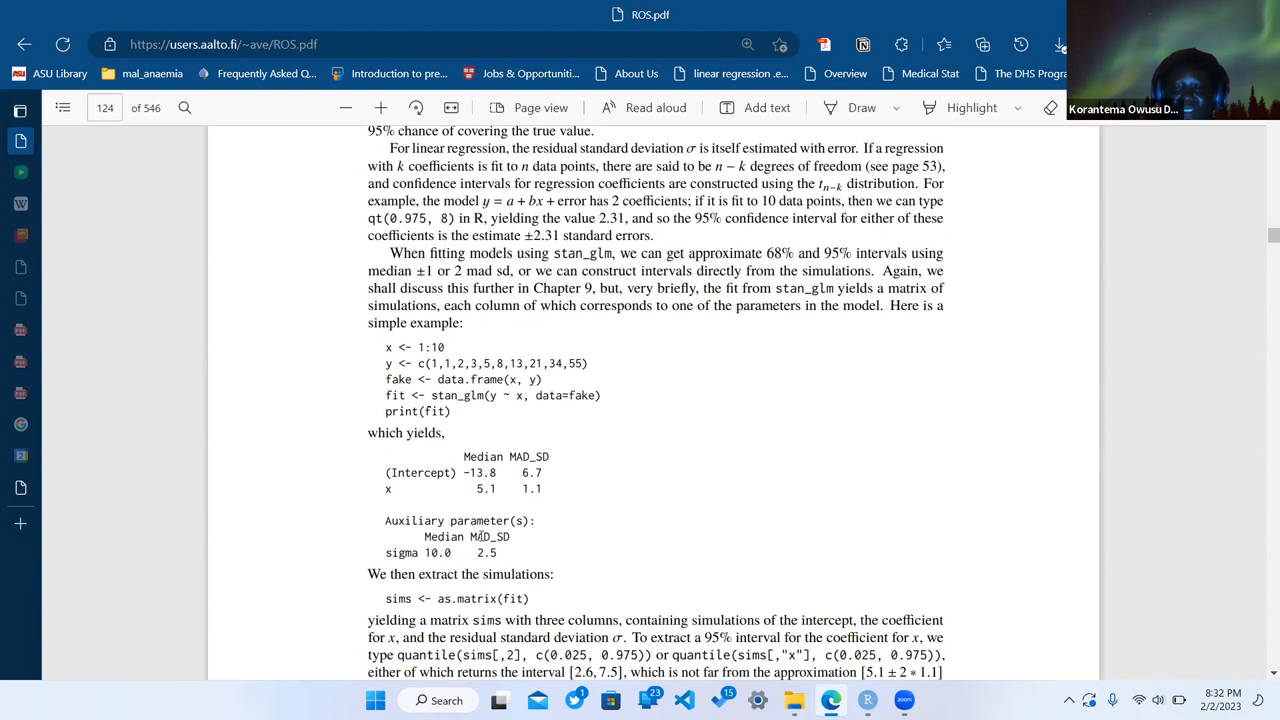 ROS.pdf
https://users.aalto.fi/~ave/ROS.pdf
ASU Library
mal_anaemia
Frequently Asked Q...
Introduction to pre...
Jobs & Opportuniti...
About Us
linear regression .e...
Overview
Medical Stat
The DHS Progr
Korantema Owusu D...
124 of 546
Page view
Read aloud
Add text
Draw
Highlight
95% chance of covering the true value.
For linear regression, the residual standard deviation σ is itself estimated with error. If a regression
with k coefficients is fit to n data points, there are said to be n − k degrees of freedom (see page 53),
and confidence intervals for regression coefficients are constructed using the tn−k distribution. For
example, the model y = a + bx + error has 2 coefficients; if it is fit to 10 data points, then we can type
qt(0.975, 8) in R, yielding the value 2.31, and so the 95% confidence interval for either of these
coefficients is the estimate ±2.31 standard errors.
When fitting models using stan_glm, we can get approximate 68% and 95% intervals using
median ±1 or 2 mad sd, or we can construct intervals directly from the simulations. Again, we
shall discuss this further in Chapter 9, but, very briefly, the fit from stan_glm yields a matrix of
simulations, each column of which corresponds to one of the parameters in the model. Here is a
simple example:
x <- 1:10
y <- c(1,1,2,3,5,8,13,21,34,55)
fake <- data.frame(x, y)
fit <- stan_glm(y ~ x, data=fake)
print(fit)
which yields,
Median MAD_SD
(Intercept) -13.8 6.7
x 5.1 1.1
Auxiliary parameter(s):
Median MAD_SD
sigma 10.0 2.5
We then extract the simulations:
sims <- as.matrix(fit)
yielding a matrix sims with three columns, containing simulations of the intercept, the coefficient
for x, and the residual standard deviation σ. To extract a 95% interval for the coefficient for x, we
type quantile(sims[,2], c(0.025, 0.975)) or quantile(sims[,"x"], c(0.025, 0.975)),
either of which returns the interval [2.6, 7.5], which is not far from the approximation [5.1 ± 2 ∗ 1.1]
Search
1
23
15
8:32 PM
2/2/2023